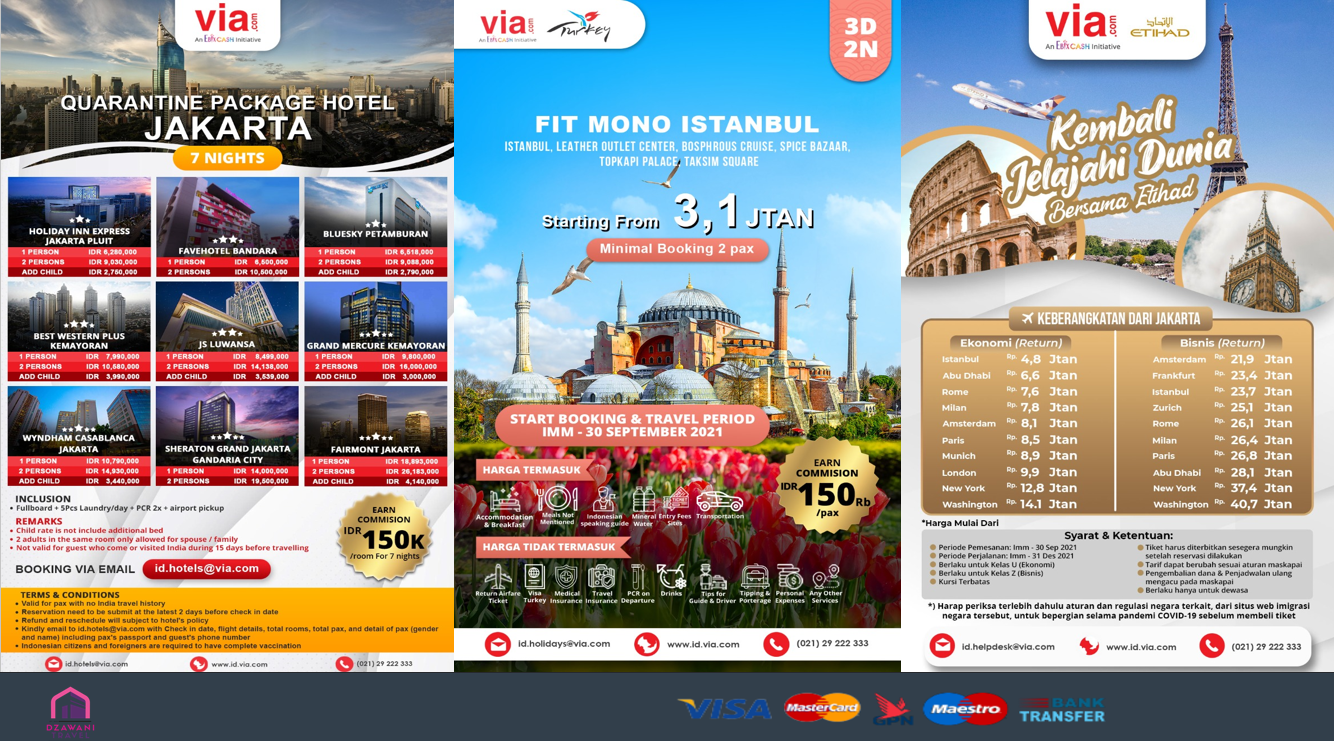 via.com
An EbixCASH Initiative
QUARANTINE PACKAGE HOTEL
JAKARTA
7 NIGHTS
HOLIDAY INN EXPRESS
JAKARTA PLUIT
1 PERSON IDR 6,280,000
2 PERSONS IDR 9,030,000
ADD CHILD IDR 2,750,000
FAVEHOTEL BANDARA
1 PERSON IDR 6,500,000
2 PERSONS IDR 10,500,000
BLUESKY PETAMBURAN
1 PERSON IDR 6,518,000
2 PERSONS IDR 9,088,000
ADD CHILD IDR 2,790,000
BEST WESTERN PLUS
KEMAYORAN
1 PERSON IDR 7,990,000
2 PERSONS IDR 10,580,000
ADD CHILD IDR 3,990,000
JS LUWANSA
1 PERSON IDR 8,499,000
2 PERSONS IDR 14,138,000
ADD CHILD IDR 3,539,000
GRAND MERCURE KEMAYORAN
1 PERSON IDR 9,800,000
2 PERSONS IDR 16,000,000
ADD CHILD IDR 3,000,000
WYNDHAM CASABLANCA
JAKARTA
1 PERSON IDR 10,790,000
2 PERSONS IDR 14,930,000
ADD CHILD IDR 3,440,000
SHERATON GRAND JAKARTA
GANDARIA CITY
1 PERSON IDR 14,000,000
2 PERSONS IDR 19,500,000
FAIRMONT JAKARTA
1 PERSON IDR 18,893,000
2 PERSONS IDR 26,183,000
ADD CHILD IDR 4,140,000
INCLUSION
• Fullboard + 5Pcs Laundry/day + PCR 2x + airport pickup
REMARKS
• Child rate is not include additional bed
• 2 adults in the same room only allowed for spouse / family
• Not valid for guest who come or visited India during 15 days before travelling
EARN
COMMISION
IDR 150K
/room For 7 nights
BOOKING VIA EMAIL id.hotels@via.com
TERMS & CONDITIONS
• Valid for pax with no India travel history
• Reservation need to be submit at the latest 2 days before check in date
• Refund and reschedule will subject to hotel's policy
• Kindly email to id.hotels@via.com with Check in date, flight details, total rooms, total pax, and detail of pax (gender
and name) including pax's passport and guest's phone number
• Indonesian citizens and foreigners are required to have complete vaccination
id.hotels@via.com www.id.via.com (021) 29 222 333
via.com
An EbixCASH Initiative
Turkey
3D
2N
FIT MONO ISTANBUL
ISTANBUL, LEATHER OUTLET CENTER, BOSPHROUS CRUISE, SPICE BAZAAR,
TOPKAPI PALACE, TAKSIM SQUARE
Starting From 3,1 JTAN
Minimal Booking 2 pax
START BOOKING & TRAVEL PERIOD
IMM - 30 SEPTEMBER 2021
HARGA TERMASUK
Accommodation
& Breakfast
Meals Not
Mentioned
Indonesian
speaking guide
Mineral
Water
Entry Fees
Sites
Transportation
EARN
COMMISION
IDR 150Rb
/pax
HARGA TIDAK TERMASUK
Return Airfare
Ticket
Visa
Turkey
Medical
Insurance
Travel
Insurance
PCR on
Departure
Drinks
Tips for
Guide & Driver
Tipping &
Porterage
Personal
Expenses
Any Other
Services
id.holidays@via.com www.id.via.com (021) 29 222 333
via.com
An EbixCASH Initiative
الإتحاد
ETIHAD
Kembali
Jelajahi Dunia
Bersama Etihad
KEBERANGKATAN DARI JAKARTA
Ekonomi (Return)
Istanbul Rp. 4,8 Jtan
Abu Dhabi Rp. 6,6 Jtan
Rome Rp. 7,6 Jtan
Milan Rp. 7,8 Jtan
Amsterdam Rp. 8,1 Jtan
Paris Rp. 8,5 Jtan
Munich Rp. 8,9 Jtan
London Rp. 9,9 Jtan
New York Rp. 12,8 Jtan
Washington Rp. 14.1 Jtan
Bisnis (Return)
Amsterdam Rp. 21,9 Jtan
Frankfurt Rp. 23,4 Jtan
Istanbul Rp. 23,7 Jtan
Zurich Rp. 25,1 Jtan
Rome Rp. 26,1 Jtan
Milan Rp. 26,4 Jtan
Paris Rp. 26,8 Jtan
Abu Dhabi Rp. 28,1 Jtan
New York Rp. 37,4 Jtan
Washington Rp. 40,7 Jtan
*Harga Mulai Dari
Syarat & Ketentuan:
Periode Pemesanan: Imm - 30 Sep 2021
Periode Perjalanan: Imm - 31 Des 2021
Berlaku untuk Kelas U (Ekonomi)
Berlaku untuk Kelas Z (Bisnis)
Kursi Terbatas
Tiket harus diterbitkan sesegera mungkin
setelah reservasi dilakukan
Tarif dapat berubah sesuai aturan maskapai
Pengembalian dana & Penjadwalan ulang
mengacu pada maskapai
Berlaku hanya untuk dewasa
*) Harap periksa terlebih dahulu aturan dan regulasi negara terkait, dari situs web imigrasi
negara tersebut, untuk bepergian selama pandemi COVID-19 sebelum membeli tiket
id.helpdesk@via.com www.id.via.com (021) 29 222 333
DZAWANI
VISA
MasterCard
GPN
Maestro
BANK
TRANSFER